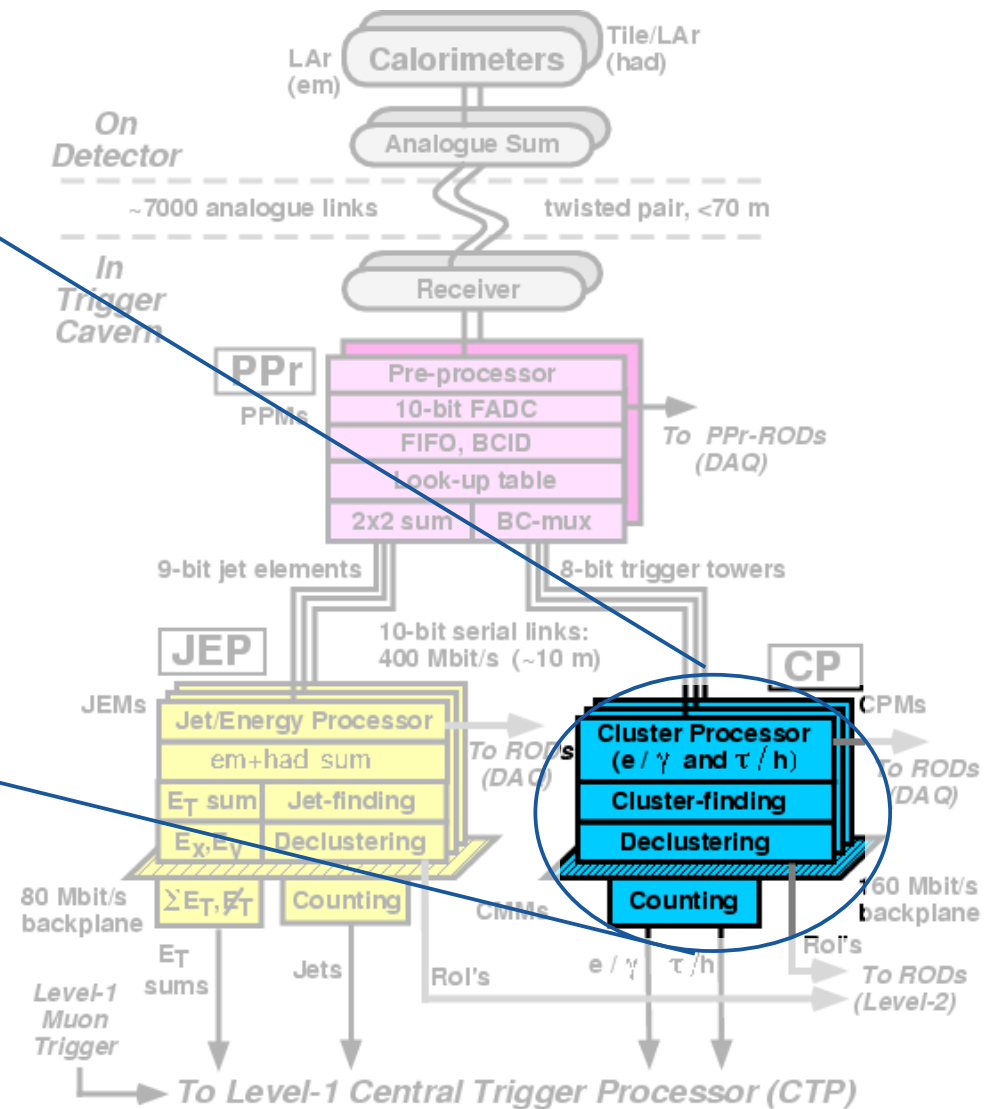 LAr
(em)
Calorimeters
Tile/LAr
(had)
On
Detector
Analogue Sum
~7000 analogue links
twisted pair, <70 m
In
Trigger
Cavern
Receiver
PPr
PPMs
Pre-processor
10-bit FADC
FIFO, BCID
Look-up table
2x2 sum
BC-mux
To PPr-RODs
(DAQ)
9-bit jet elements
8-bit trigger towers
10-bit serial links:
400 Mbit/s (~10 m)
JEP
CP
JEMs
Jet/Energy Processor
em+had sum
ET sum
Jet-finding
Ex,Ey
Declustering
To RODs
(DAQ)
CPMs
Cluster Processor
(e / γ and τ / h)
Cluster-finding
Declustering
To RODs
(DAQ)
80 Mbit/s
backplane
ΣET, E̸T
Counting
CMMs
Counting
160 Mbit/s
backplane
ET
sums
Jets
RoI's
e / γ τ /h
RoI's
To RODs
(Level-2)
Level-1
Muon
Trigger
To Level-1 Central Trigger Processor (CTP)